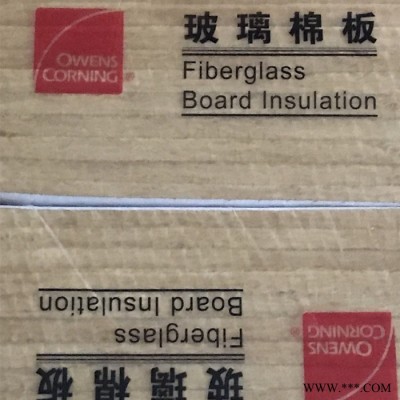 OWENS
CORNING
玻璃棉板
Fiberglass
Board Insulation
玻璃棉板
Fiberglass
Board Insulation
OWENS
CORNING
www.***.com